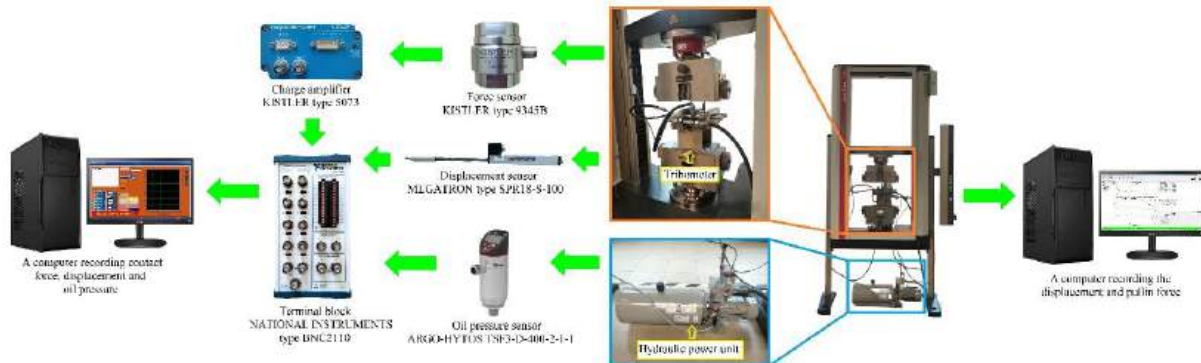 Charge amplifier
KISTLER type 5073
Force sensor
KISTLER type 9345B
Displacement sensor
MEGATRON type SPR18-S-100
Tribometer
A computer recording contact
force, displacement and
oil pressure
Terminal block
NATIONAL INSTRUMENTS
type BNC2110
Oil pressure sensor
ARGO-HYTOS TSF3-D-400-2-1-1
Hydraulic power unit
A computer recording the
displacement and pullin force